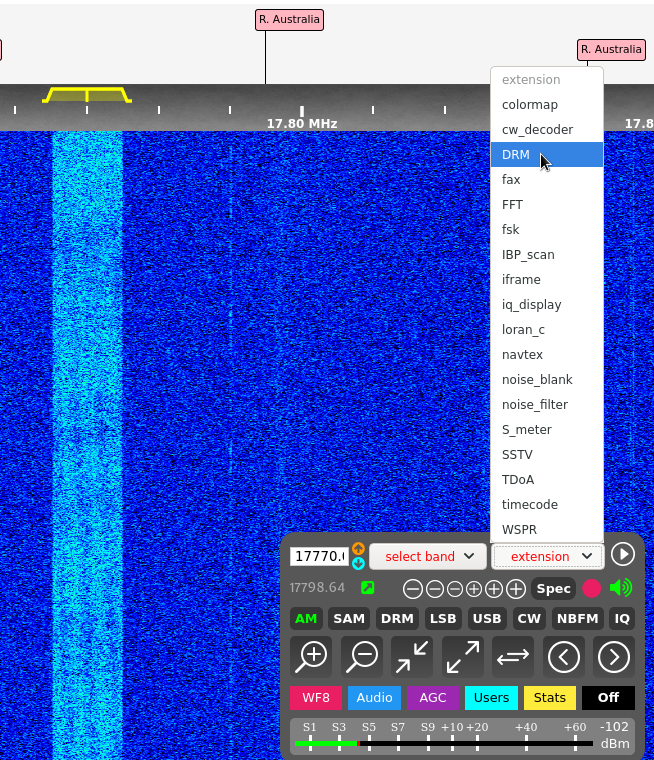 R. Australia
R. Australia
17.80 MHz
17.8
extension
colormap
cw_decoder
DRM
fax
FFT
fsk
IBP_scan
iframe
iq_display
loran_c
navtex
noise_blank
noise_filter
S_meter
SSTV
TDoA
timecode
WSPR
17770. select band extension
17798.64 Spec
AM SAM DRM LSB USB CW NBFM IQ
WF8 Audio AGC Users Stats Off
S1 S3 S5 S7 S9 +10 +20 +40 +60 -102
dBm